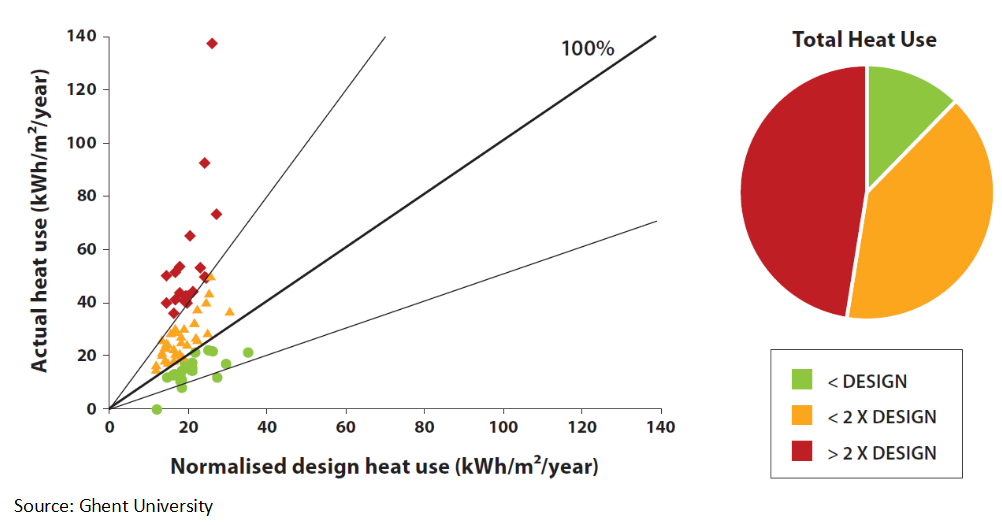 Actual heat use (kWh/m²/year)
140
120
100
80
60
40
20
0
0 20 40 60 80 100 120 140
100%
Normalised design heat use (kWh/m²/year)
Total Heat Use
< DESIGN
< 2 X DESIGN
> 2 X DESIGN
Source: Ghent University